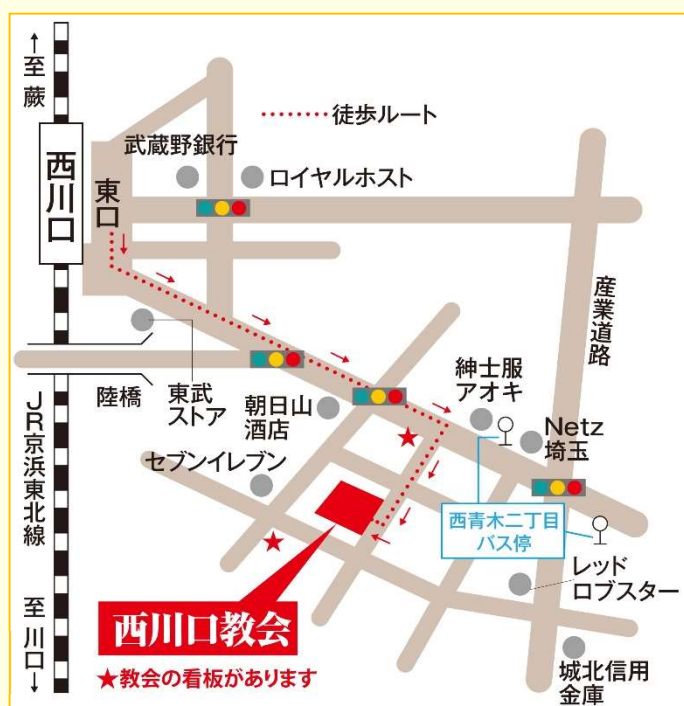 ↑至 蕨
西川口
東口
徒歩ルート
武蔵野銀行
ロイヤルホスト
産業道路
陸橋
東武
ストア
朝日山
酒店
紳士服
アオキ
Netz
埼玉
セブンイレブン
西青木二丁目
バス停
レッド
ロブスター
JR京浜東北線
至 川口↓
西川口教会
★教会の看板があります
城北信用
金庫